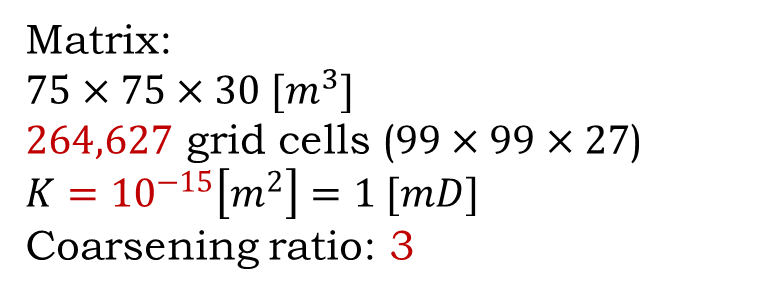 Matrix:
75 × 75 × 30 [m³]
264,627 grid cells (99 × 99 × 27)
K = 10⁻¹⁵[m²] = 1 [mD]
Coarsening ratio: 3